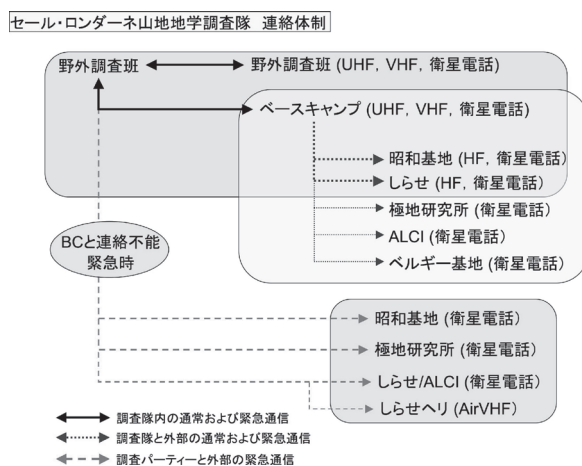 セール・ロンダーネ山地地学調査隊 連絡体制
野外調査班 野外調査班 (UHF, VHF, 衛星電話)
ベースキャンプ (UHF, VHF, 衛星電話)
昭和基地 (HF, 衛星電話)
しらせ (HF, 衛星電話)
極地研究所 (衛星電話)
ALCI (衛星電話)
ベルギー基地 (衛星電話)
BCと連絡不能
緊急時
昭和基地 (衛星電話)
極地研究所 (衛星電話)
しらせ/ALCI (衛星電話)
しらせヘリ (AirVHF)
調査隊内の通常および緊急通信
調査隊と外部の通常および緊急通信
調査パーティーと外部の緊急通信